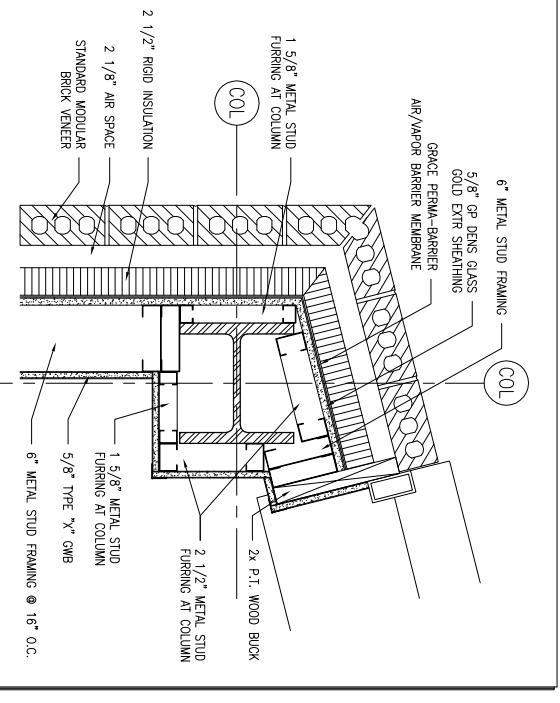 6" METAL STUD FRAMING
5/8" GP DENS GLASS
GOLD EXTR SHEATHING
GRACE PERMA-BARRIER
AIR/VAPOR BARRIER MEMBRANE
COL
1 5/8" METAL STUD
FURRING AT COLUMN
COL
2 1/2" RIGID INSULATION
2 1/8" AIR SPACE
STANDARD MODULAR
BRICK VENEER
2x P.T. WOOD BUCK
2 1/2" METAL STUD
FURRING AT COLUMN
1 5/8" METAL STUD
FURRING AT COLUMN
5/8" TYPE "X" GWB
6" METAL STUD FRAMING @ 16" O.C.